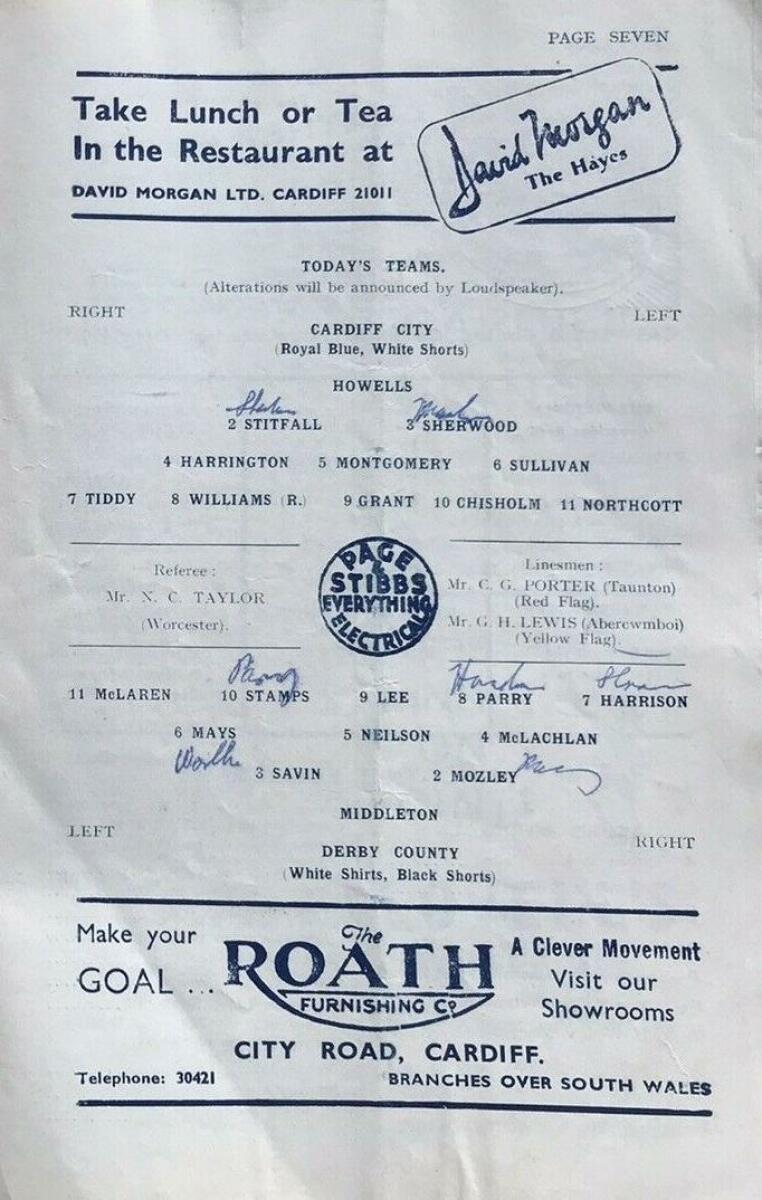 PAGE SEVEN
Take Lunch or Tea
In the Restaurant at
DAVID MORGAN LTD. CARDIFF 21011
David Morgan
The Hayes
TODAY'S TEAMS.
(Alterations will be announced by Loudspeaker).
RIGHT
LEFT
CARDIFF CITY
(Royal Blue, White Shorts)
HOWELLS
2 STITFALL 3 SHERWOOD
4 HARRINGTON 5 MONTGOMERY 6 SULLIVAN
7 TIDDY 8 WILLIAMS (R.) 9 GRANT 10 CHISHOLM 11 NORTHCOTT
Referee :
Mr. N. C. TAYLOR
(Worcester).
PAGE
&
STIBBS
EVERYTHING
ELECTRICAL
Linesmen :
Mr. C. G. PORTER (Taunton)
(Red Flag).
Mr. G. H. LEWIS (Abercwmboi)
(Yellow Flag).
11 McLAREN 10 STAMPS 9 LEE 8 PARRY 7 HARRISON
6 MAYS 5 NEILSON 4 McLACHLAN
3 SAVIN 2 MOZLEY
MIDDLETON
LEFT
RIGHT
DERBY COUNTY
(White Shirts, Black Shorts)
Make your
GOAL ...
The
ROATH
FURNISHING Co.
A Clever Movement
Visit our
Showrooms
CITY ROAD, CARDIFF.
Telephone: 30421
BRANCHES OVER SOUTH WALES